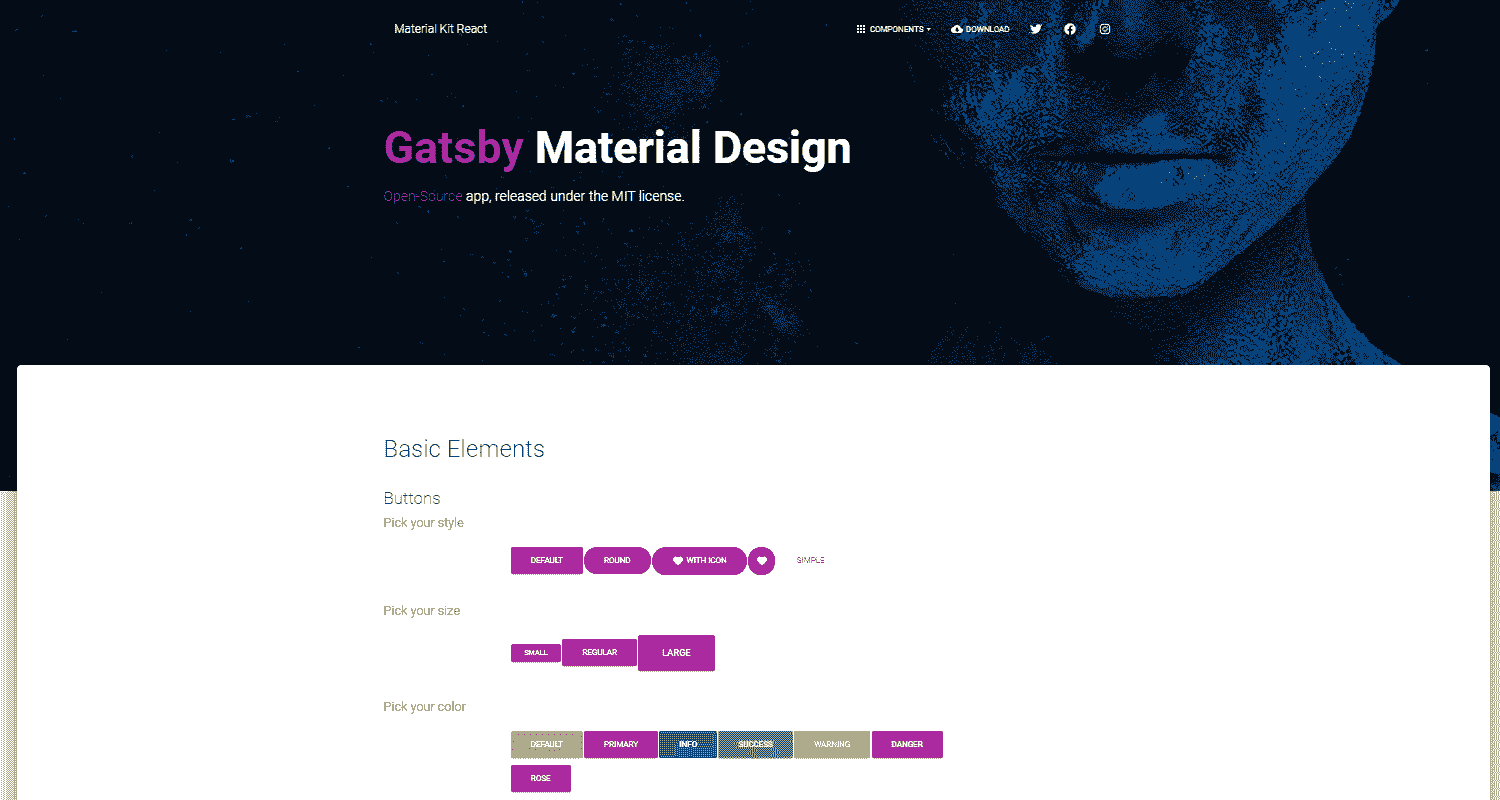 Material Kit React
COMPONENTS
DOWNLOAD
Gatsby Material Design
Open-Source app, released under the MIT license.
Basic Elements
Buttons
Pick your style
DEFAULT ROUND WITH ICON SIMPLE
Pick your size
SMALL REGULAR LARGE
Pick your color
DEFAULT PRIMARY INFO SUCCESS WARNING DANGER
ROSE